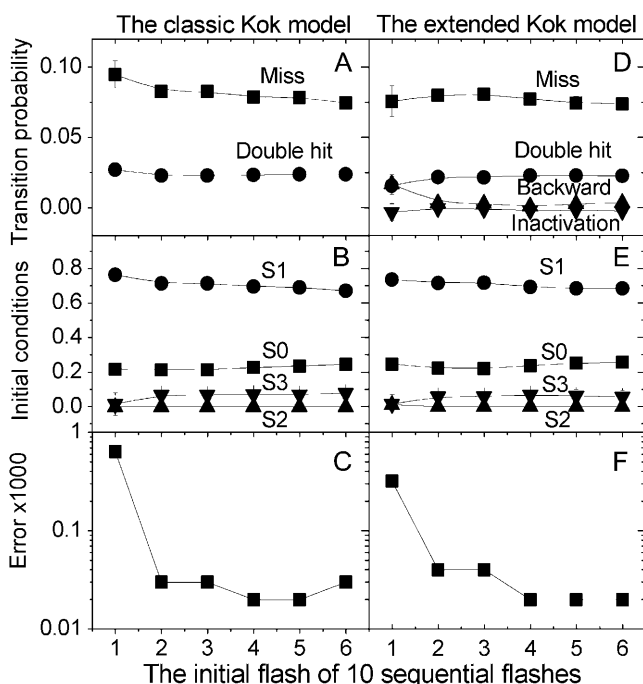 The classic Kok model
The extended Kok model
Transition probability
0.10
0.05
0.00
A
Miss
Double hit
D
Miss
Double hit
Backward
Inactivation
Initial conditions
0.8
0.6
0.4
0.2
0.0
B
S1
S0
S3
S2
E
S1
S0
S3
S2
Error x1000
1
0.1
0.01
C
F
1 2 3 4 5 6
1 2 3 4 5 6
The initial flash of 10 sequential flashes